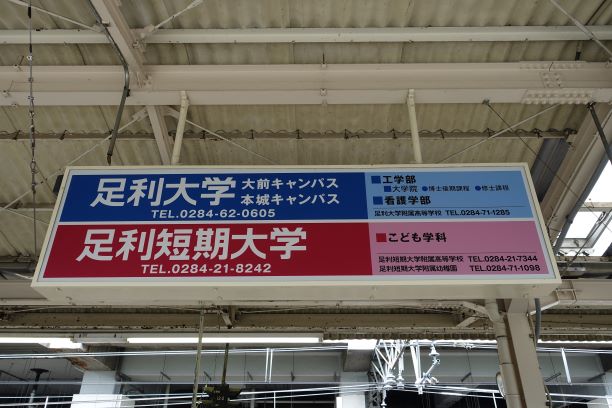 足利大学 大前キャンパス
本城キャンパス
TEL.0284-62-0605
■工学部
■大学院 ●博士後期課程 ●修士課程
■看護学部
足利大学附属高等学校 TEL.0284-71-1285
足利短期大学
TEL.0284-21-8242
■こども学科
足利短期大学附属高等学校 TEL.0284-21-7344
足利短期大学附属幼稚園 TEL.0284-71-1098